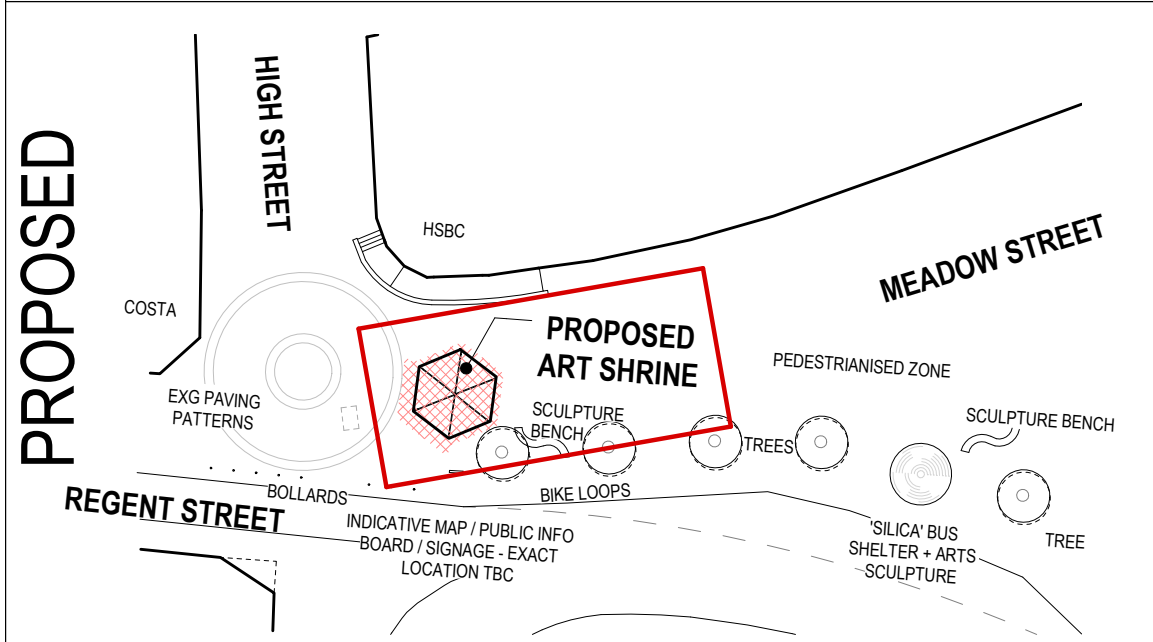 PROPOSED
HIGH STREET
HSBC
MEADOW STREET
COSTA
PROPOSED
ART SHRINE
PEDESTRIANISED ZONE
EXG PAVING
PATTERNS
SCULPTURE
BENCH
SCULPTURE BENCH
TREES
BOLLARDS
BIKE LOOPS
REGENT STREET
INDICATIVE MAP / PUBLIC INFO
BOARD / SIGNAGE - EXACT
LOCATION TBC
'SILICA' BUS
SHELTER + ARTS
SCULPTURE
TREE